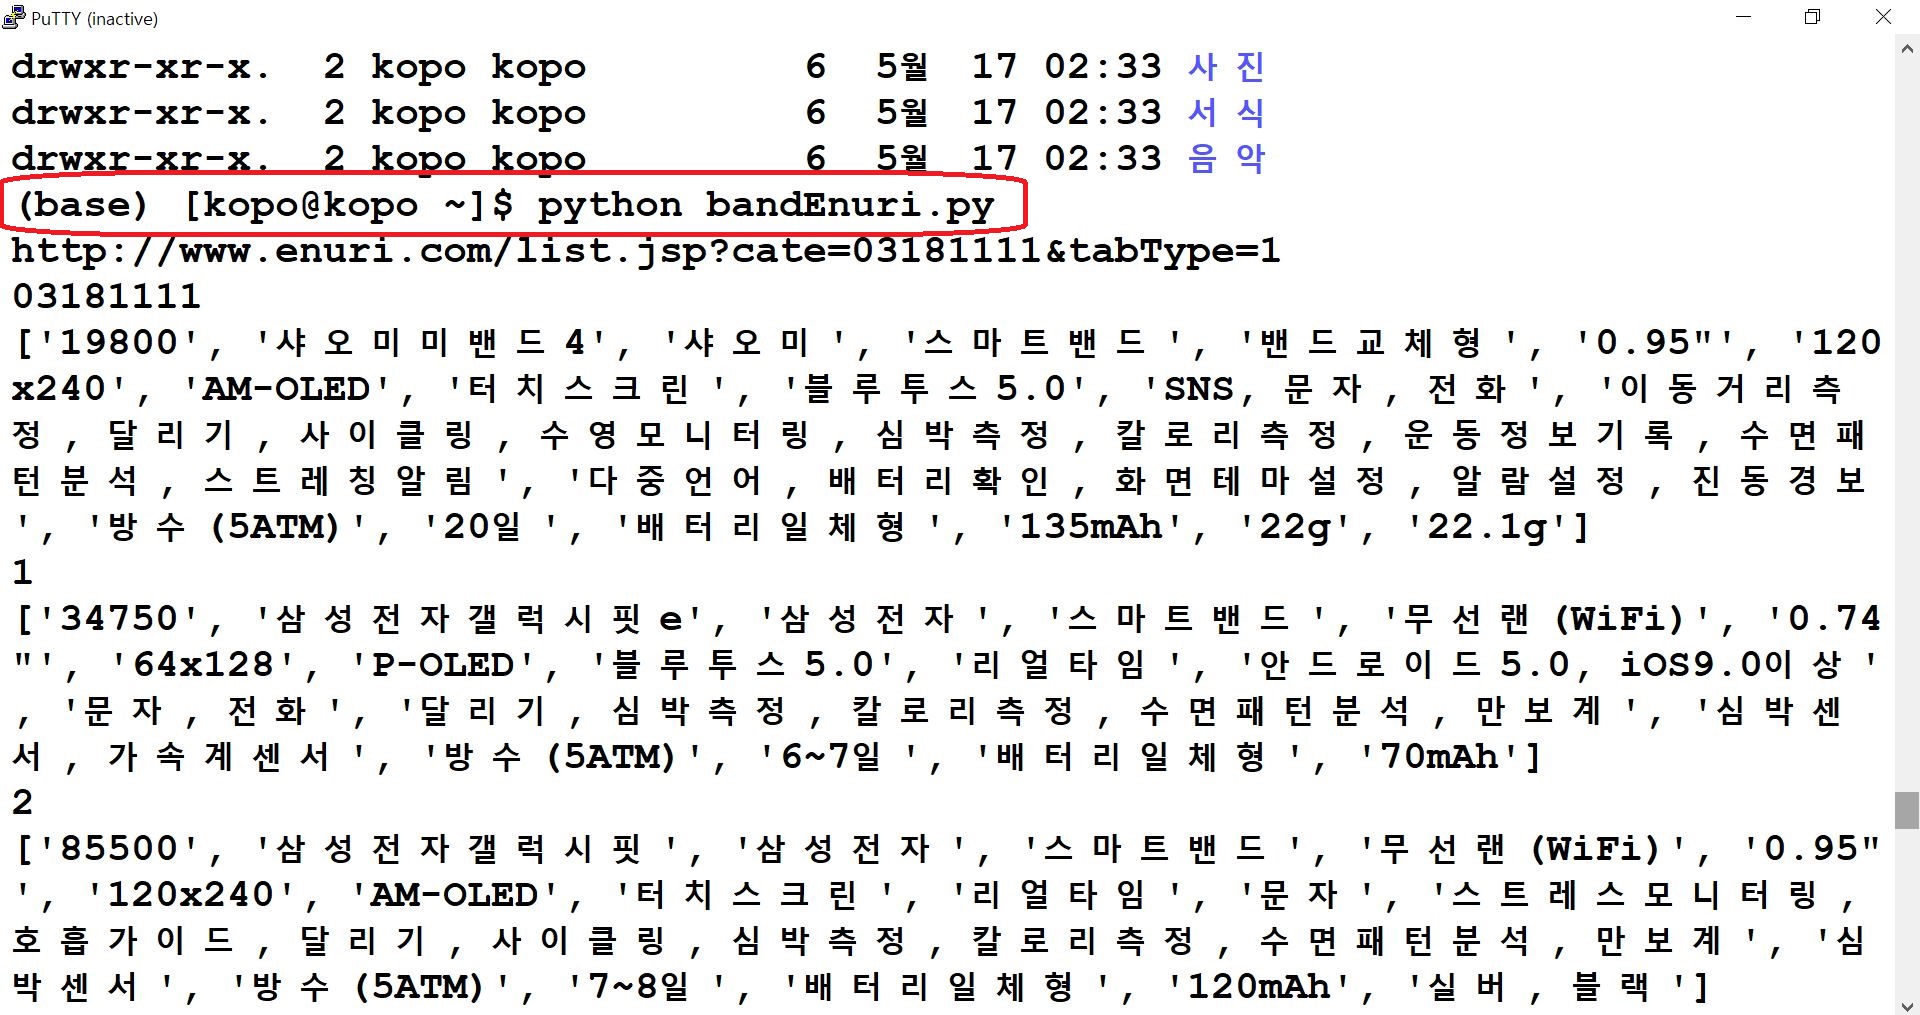 PuTTY (inactive)
drwxr-xr-x.  2 kopo kopo         6  5월  17 02:33 사진
drwxr-xr-x.  2 kopo kopo         6  5월  17 02:33 서식
drwxr-xr-x.  2 kopo kopo         6  5월  17 02:33 음악
(base) [kopo@kopo ~]$ python bandEnuri.py
http://www.enuri.com/list.jsp?cate=03181111&tabType=1
03181111
['19800', '샤오미미밴드4', '샤오미', '스마트밴드', '밴드교체형', '0.95"', '120
x240', 'AM-OLED', '터치스크린', '블루투스5.0', 'SNS, 문자, 전화', '이동거리측
정, 달리기, 사이클링, 수영모니터링, 심박측정, 칼로리측정, 운동정보기록, 수면패
턴분석, 스트레칭알림', '다중언어, 배터리확인, 화면테마설정, 알람설정, 진동경보
', '방수(5ATM)', '20일', '배터리일체형', '135mAh', '22g', '22.1g']
1
['34750', '삼성전자갤럭시핏e', '삼성전자', '스마트밴드', '무선랜(WiFi)', '0.74
"', '64x128', 'P-OLED', '블루투스5.0', '리얼타임', '안드로이드5.0, iOS9.0이상'
, '문자, 전화', '달리기, 심박측정, 칼로리측정, 수면패턴분석, 만보계', '심박센
서, 가속계센서', '방수(5ATM)', '6~7일', '배터리일체형', '70mAh']
2
['85500', '삼성전자갤럭시핏', '삼성전자', '스마트밴드', '무선랜(WiFi)', '0.95"
', '120x240', 'AM-OLED', '터치스크린', '리얼타임', '문자', '스트레스모니터링,
호흡가이드, 달리기, 사이클링, 심박측정, 칼로리측정, 수면패턴분석, 만보계', '심
박센서', '방수(5ATM)', '7~8일', '배터리일체형', '120mAh', '실버, 블랙']